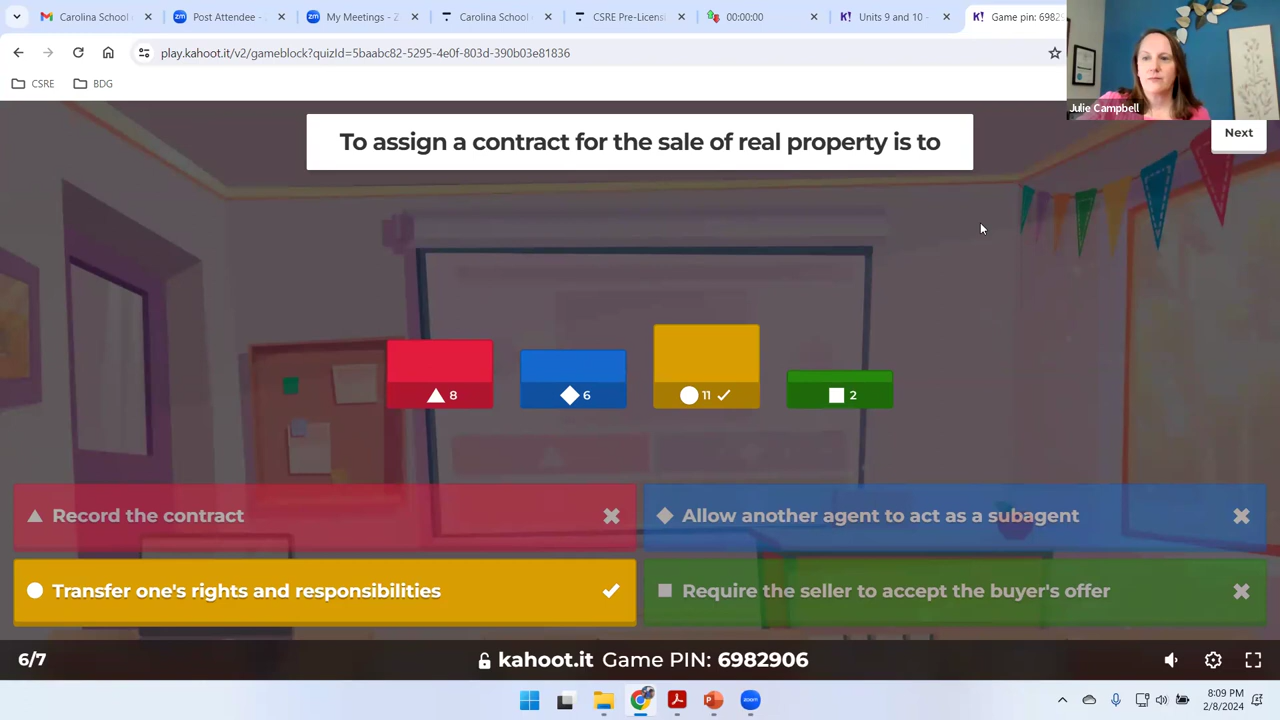 Carolina School
Post Attendee -
My Meetings - Z
Carolina School
CSRE Pre-Licens
00:00:00
Units 9 and 10 -
Game pin: 6982
play.kahoot.it/v2/gameblock?quizId=5baabc82-5295-4e0f-803d-390b03e81836
CSRE
BDG
Julie Campbell
To assign a contract for the sale of real property is to
Next
8
6
11
2
Record the contract
Allow another agent to act as a subagent
Transfer one's rights and responsibilities
Require the seller to accept the buyer's offer
6/7
kahoot.it Game PIN: 6982906
8:09 PM
2/8/2024